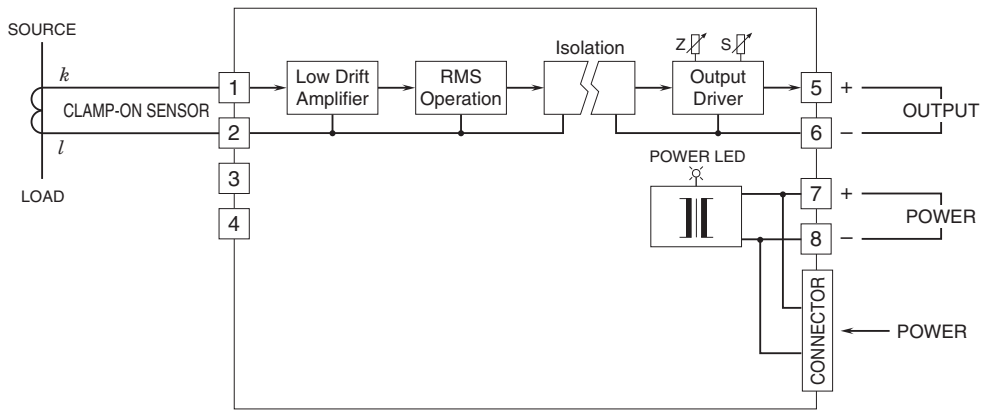 SOURCE
k
CLAMP-ON SENSOR
l
LOAD
1
2
3
4
Low Drift
Amplifier
RMS
Operation
Isolation
Z
S
Output
Driver
5
+
6
–
OUTPUT
POWER LED
7
+
8
–
POWER
CONNECTOR
POWER